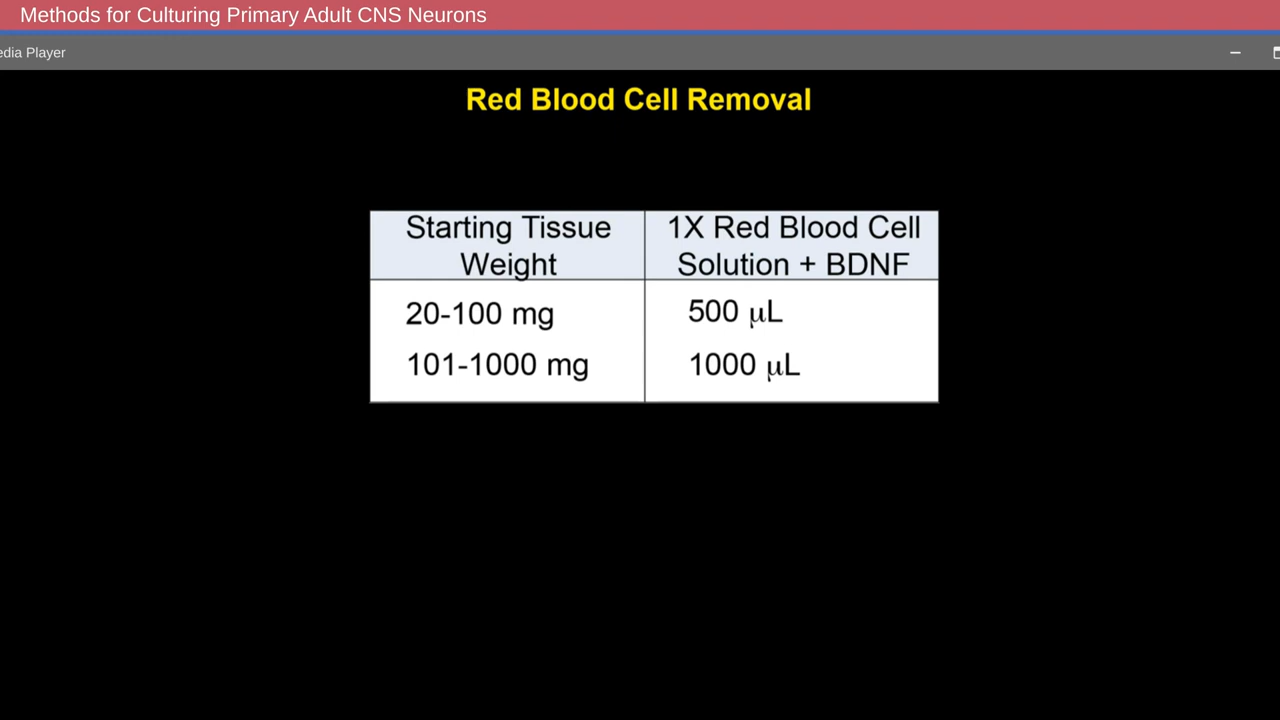 Methods for Culturing Primary Adult CNS Neurons
edia Player
Red Blood Cell Removal
Starting Tissue Weight
1X Red Blood Cell Solution + BDNF
20-100 mg
500 µL
101-1000 mg
1000 µL